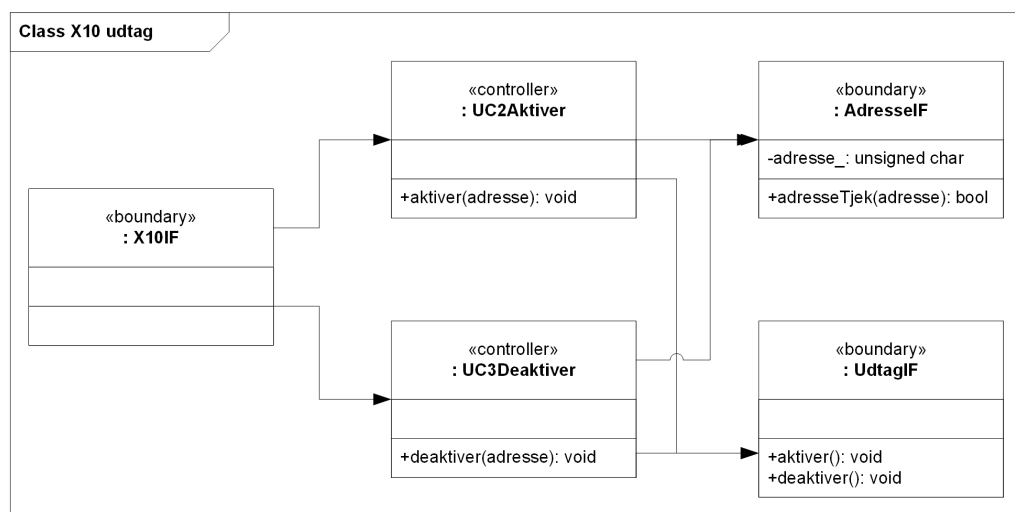 Class X10 udtag
«controller»
: UC2Aktiver
+aktiver(adresse): void
«boundary»
: AdresseIF
-adresse_: unsigned char
+adresseTjek(adresse): bool
«boundary»
: X10IF
«controller»
: UC3Deaktiver
+deaktiver(adresse): void
«boundary»
: UdtagIF
+aktiver(): void
+deaktiver(): void